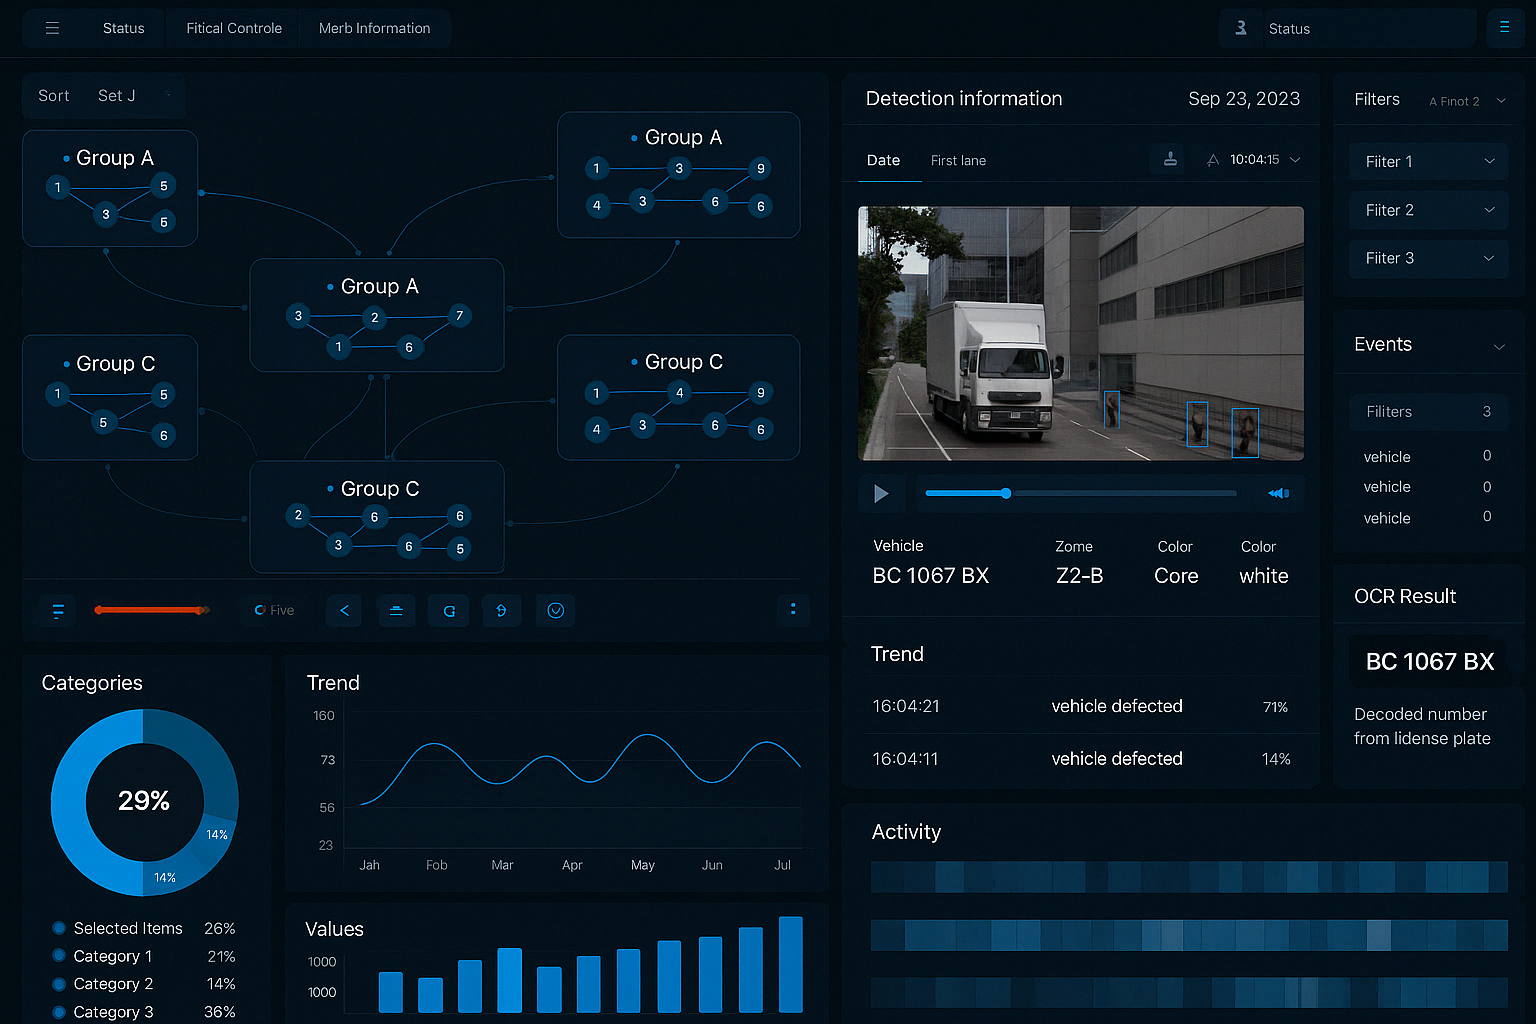 Status
Fitical Controle
Merb Information
Status
Sort Set J
Group A
1 5
3 5
Group A
1 3 9
4 3 6 6
Group A
3 2 7
1 6
Group C
1 5
5 6
Group C
1 4 9
4 3 6 6
Group C
2 6 6
3 6 5
Five
Categories
29%
14%
14%
Selected Items 26%
Category 1 21%
Category 2 14%
Category 3 36%
Trend
160
73
56
23
Jah Fob Mar Apr May Jun Jul
Values
1000
1000
Detection information Sep 23, 2023
Date First lane 10:04:15
Vehicle Zome Color Color
BC 1067 BX Z2-B Core white
Trend
16:04:21 vehicle defected 71%
16:04:11 vehicle defected 14%
Filters A Finot 2
Fiiter 1
Fiiter 2
Fiiter 3
Events
Filiters 3
vehicle 0
vehicle 0
vehicle 0
OCR Result
BC 1067 BX
Decoded number
from lidense plate
Activity